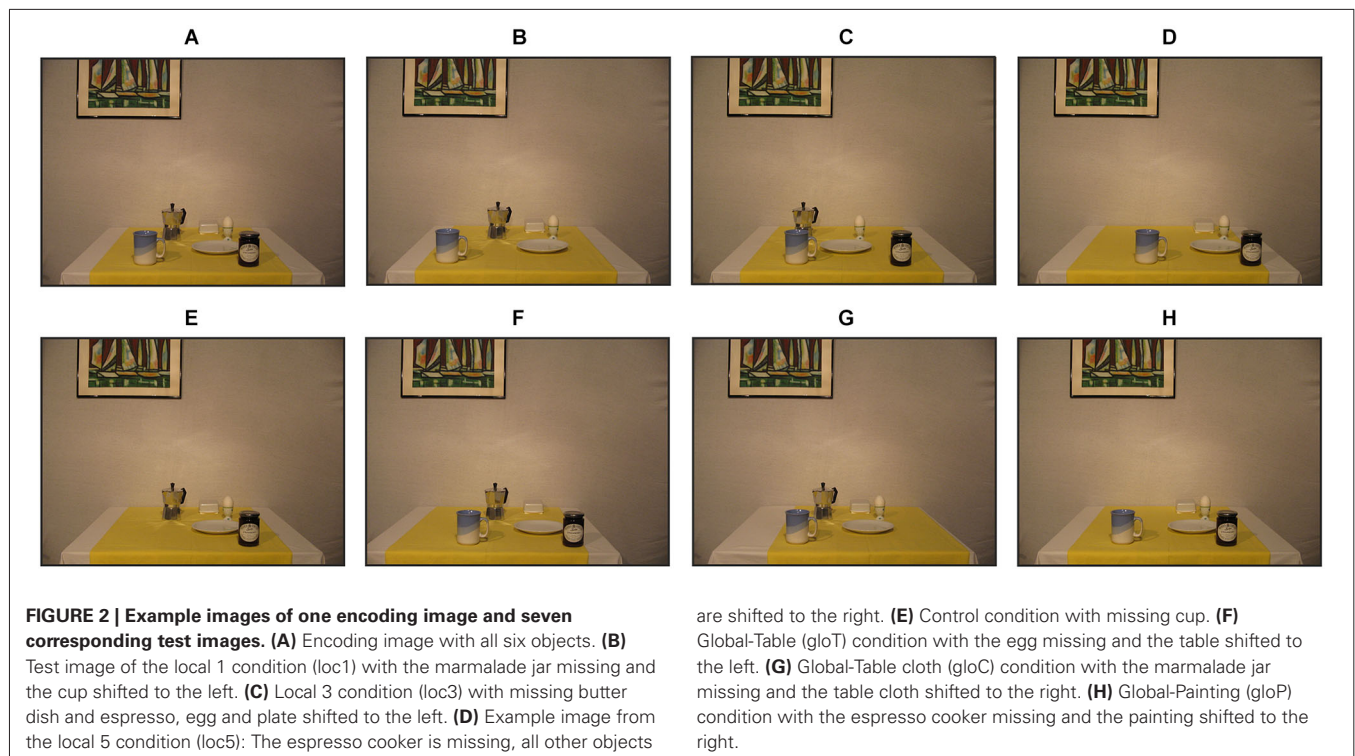 A
B
C
D
E
F
G
H
FIGURE 2 | Example images of one encoding image and seven
corresponding test images. (A) Encoding image with all six objects. (B)
Test image of the local 1 condition (loc1) with the marmalade jar missing and
the cup shifted to the left. (C) Local 3 condition (loc3) with missing butter
dish and espresso, egg and plate shifted to the left. (D) Example image from
the local 5 condition (loc5): The espresso cooker is missing, all other objects
are shifted to the right. (E) Control condition with missing cup. (F)
Global-Table (gloT) condition with the egg missing and the table shifted to
the left. (G) Global-Table cloth (gloC) condition with the marmalade jar
missing and the table cloth shifted to the right. (H) Global-Painting (gloP)
condition with the espresso cooker missing and the painting shifted to the
right.